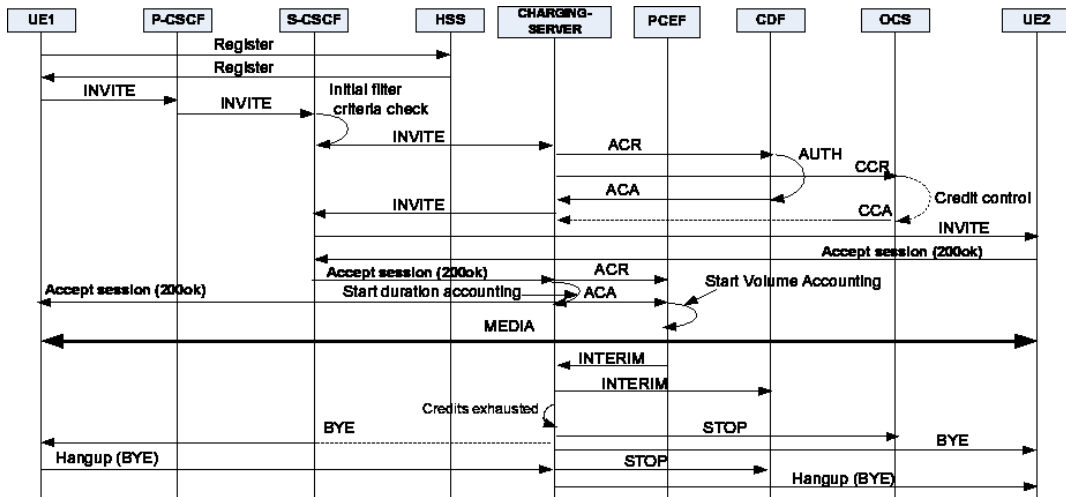 UE1
P-CSCF
S-CSCF
HSS
CHARGING-
SERVER
PCEF
CDF
OCS
UE2
Register
Register
INVITE
INVITE
Initial filter
criteria check
INVITE
ACR
AUTH
CCR
ACA
Credit control
INVITE
CCA
INVITE
Accept session (200ok)
Accept session (200ok)
ACR
Accept session (200ok)
Start duration accounting
ACA
Start Volume Accounting
MEDIA
INTERIM
INTERIM
Credits exhausted
BYE
STOP
BYE
Hangup (BYE)
STOP
Hangup (BYE)